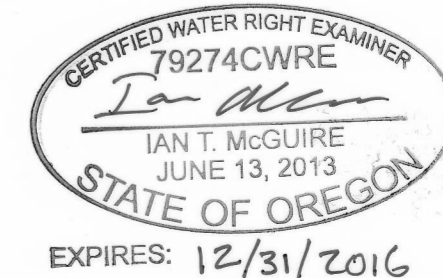 CERTIFIED WATER RIGHT EXAMINER
79274CWRE
IAN T. McGUIRE
JUNE 13, 2013
STATE OF OREGON
EXPIRES: 12/31/2016